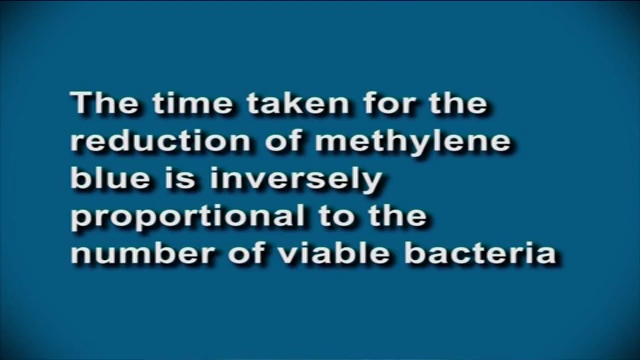 The time taken for the
reduction of methylene
blue is inversely
proportional to the
number of viable bacteria